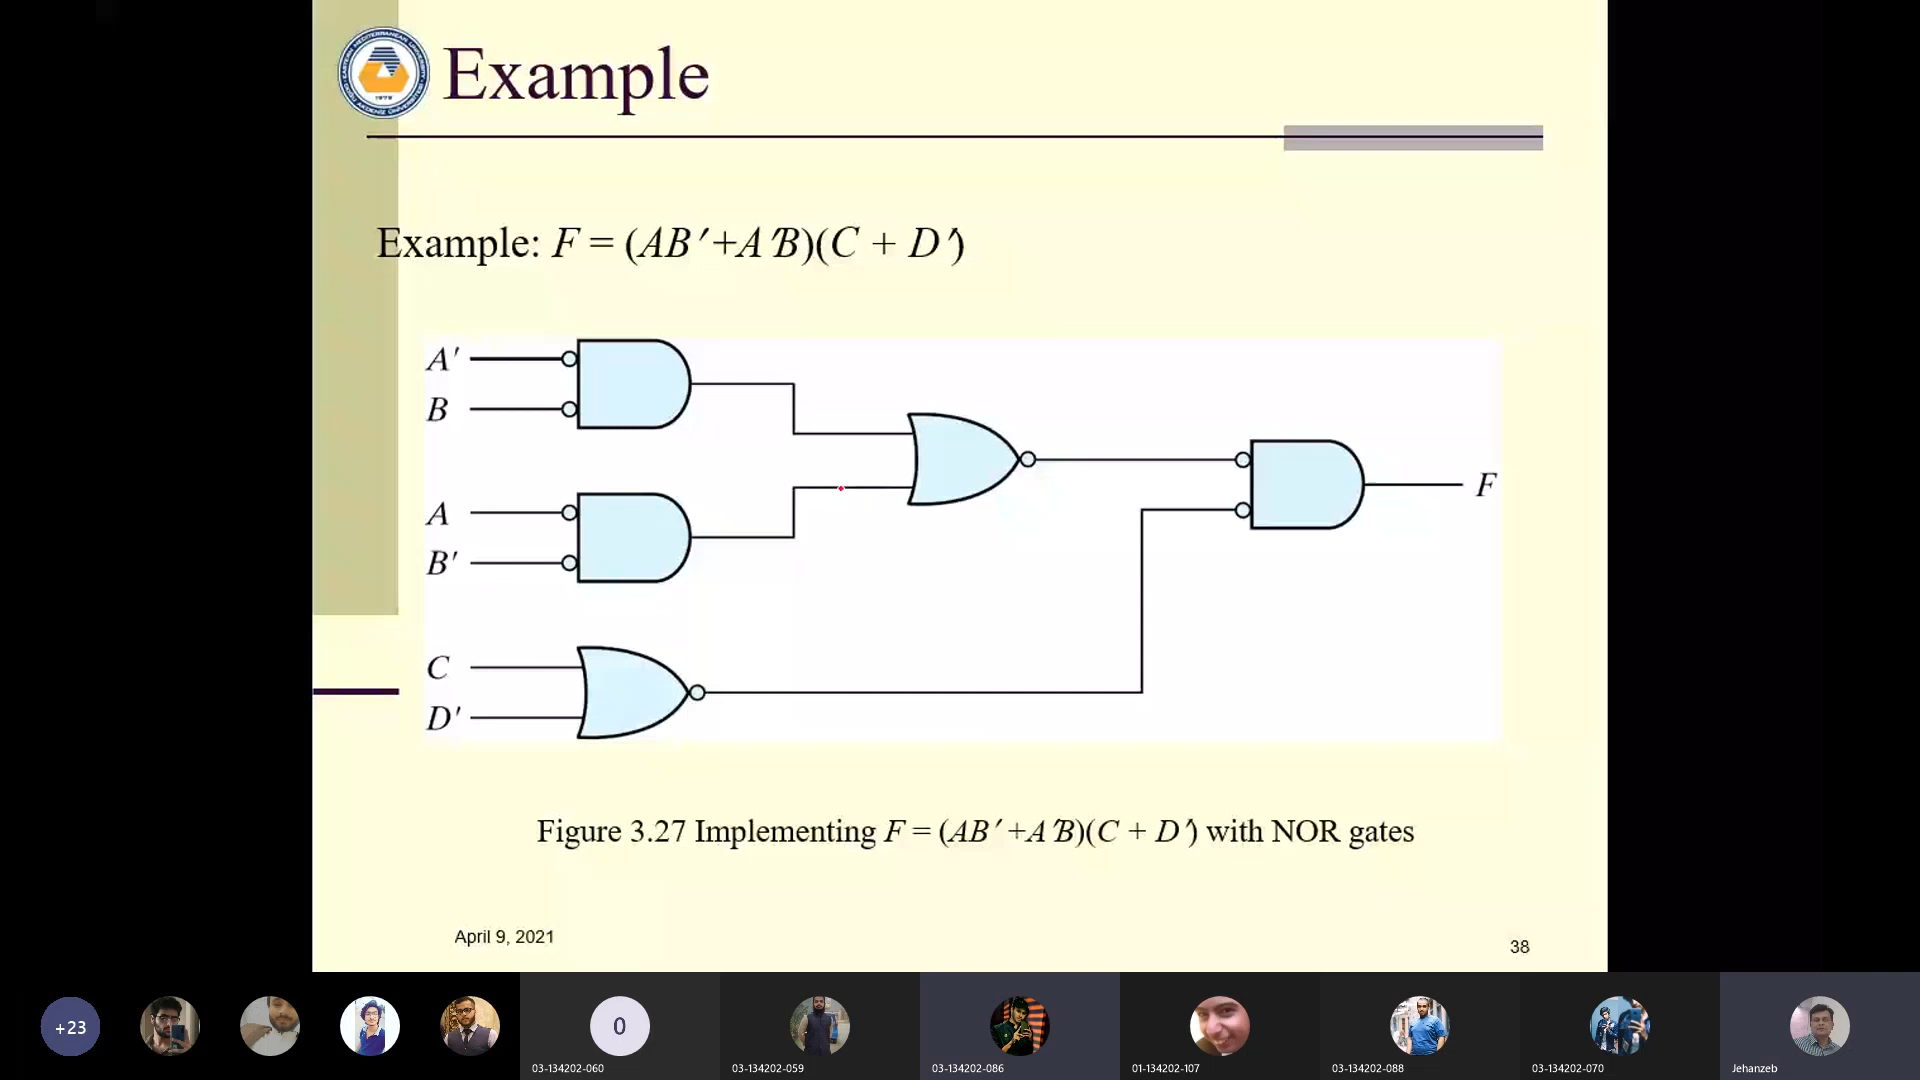 Example
Example: F = (AB′+A′B)(C + D′)
A′
B
A
B′
C
D′
F
Figure 3.27 Implementing F = (AB′ +A′B)(C + D′) with NOR gates
April 9, 2021
38
+23
0
03-134202-060
03-134202-059
03-134202-086
01-134202-107
03-134202-088
03-134202-070
Jehanzeb